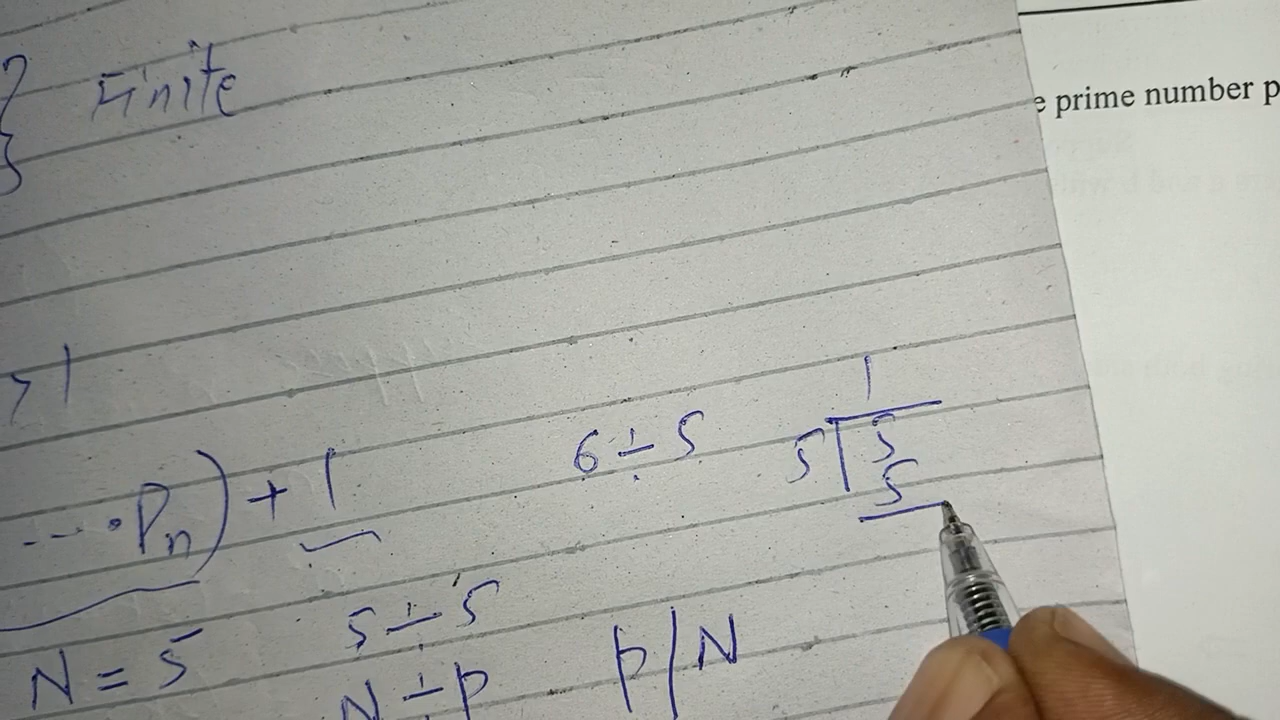 } Finite
e prime number p
> 1
--- · Pn) + 1
6 ÷ 5
1
5 5
5
N = 5
5 ÷ 5
N ÷ p
p | N